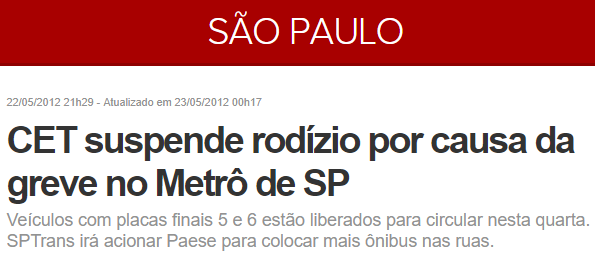 SÃO PAULO
22/05/2012 21h29 - Atualizado em 23/05/2012 00h17
CET suspende rodízio por causa da
greve no Metrô de SP
Veículos com placas finais 5 e 6 estão liberados para circular nesta quarta.
SPTrans irá acionar Paese para colocar mais ônibus nas ruas.